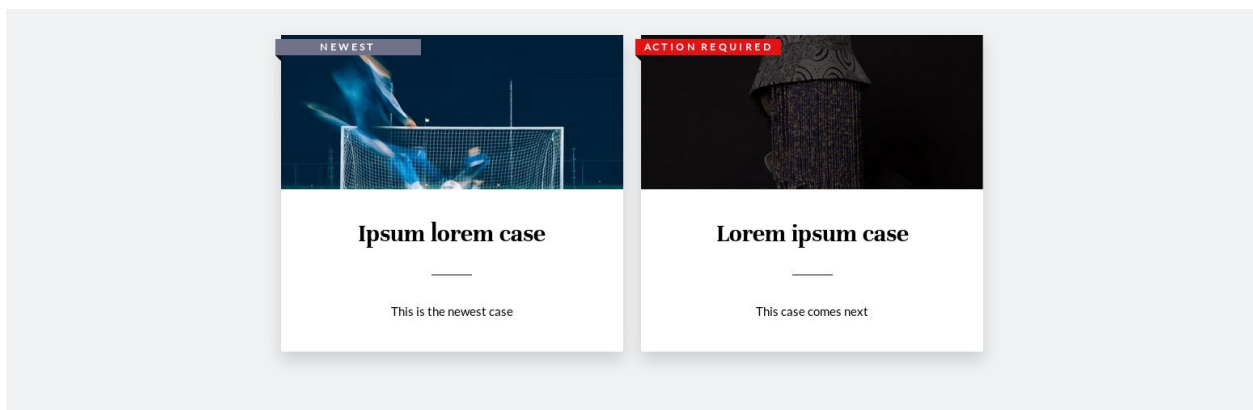 NEWEST
Ipsum lorem case
This is the newest case
ACTION REQUIRED
Lorem ipsum case
This case comes next